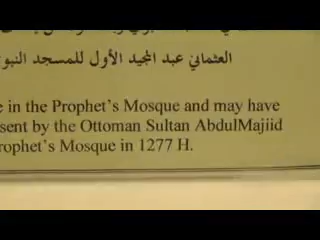 العثماني عبد المجيد الأول للمسجد النبو
e in the Prophet's Mosque and may have
sent by the Ottoman Sultan AbdulMajiid
rophet's Mosque in 1277 H.